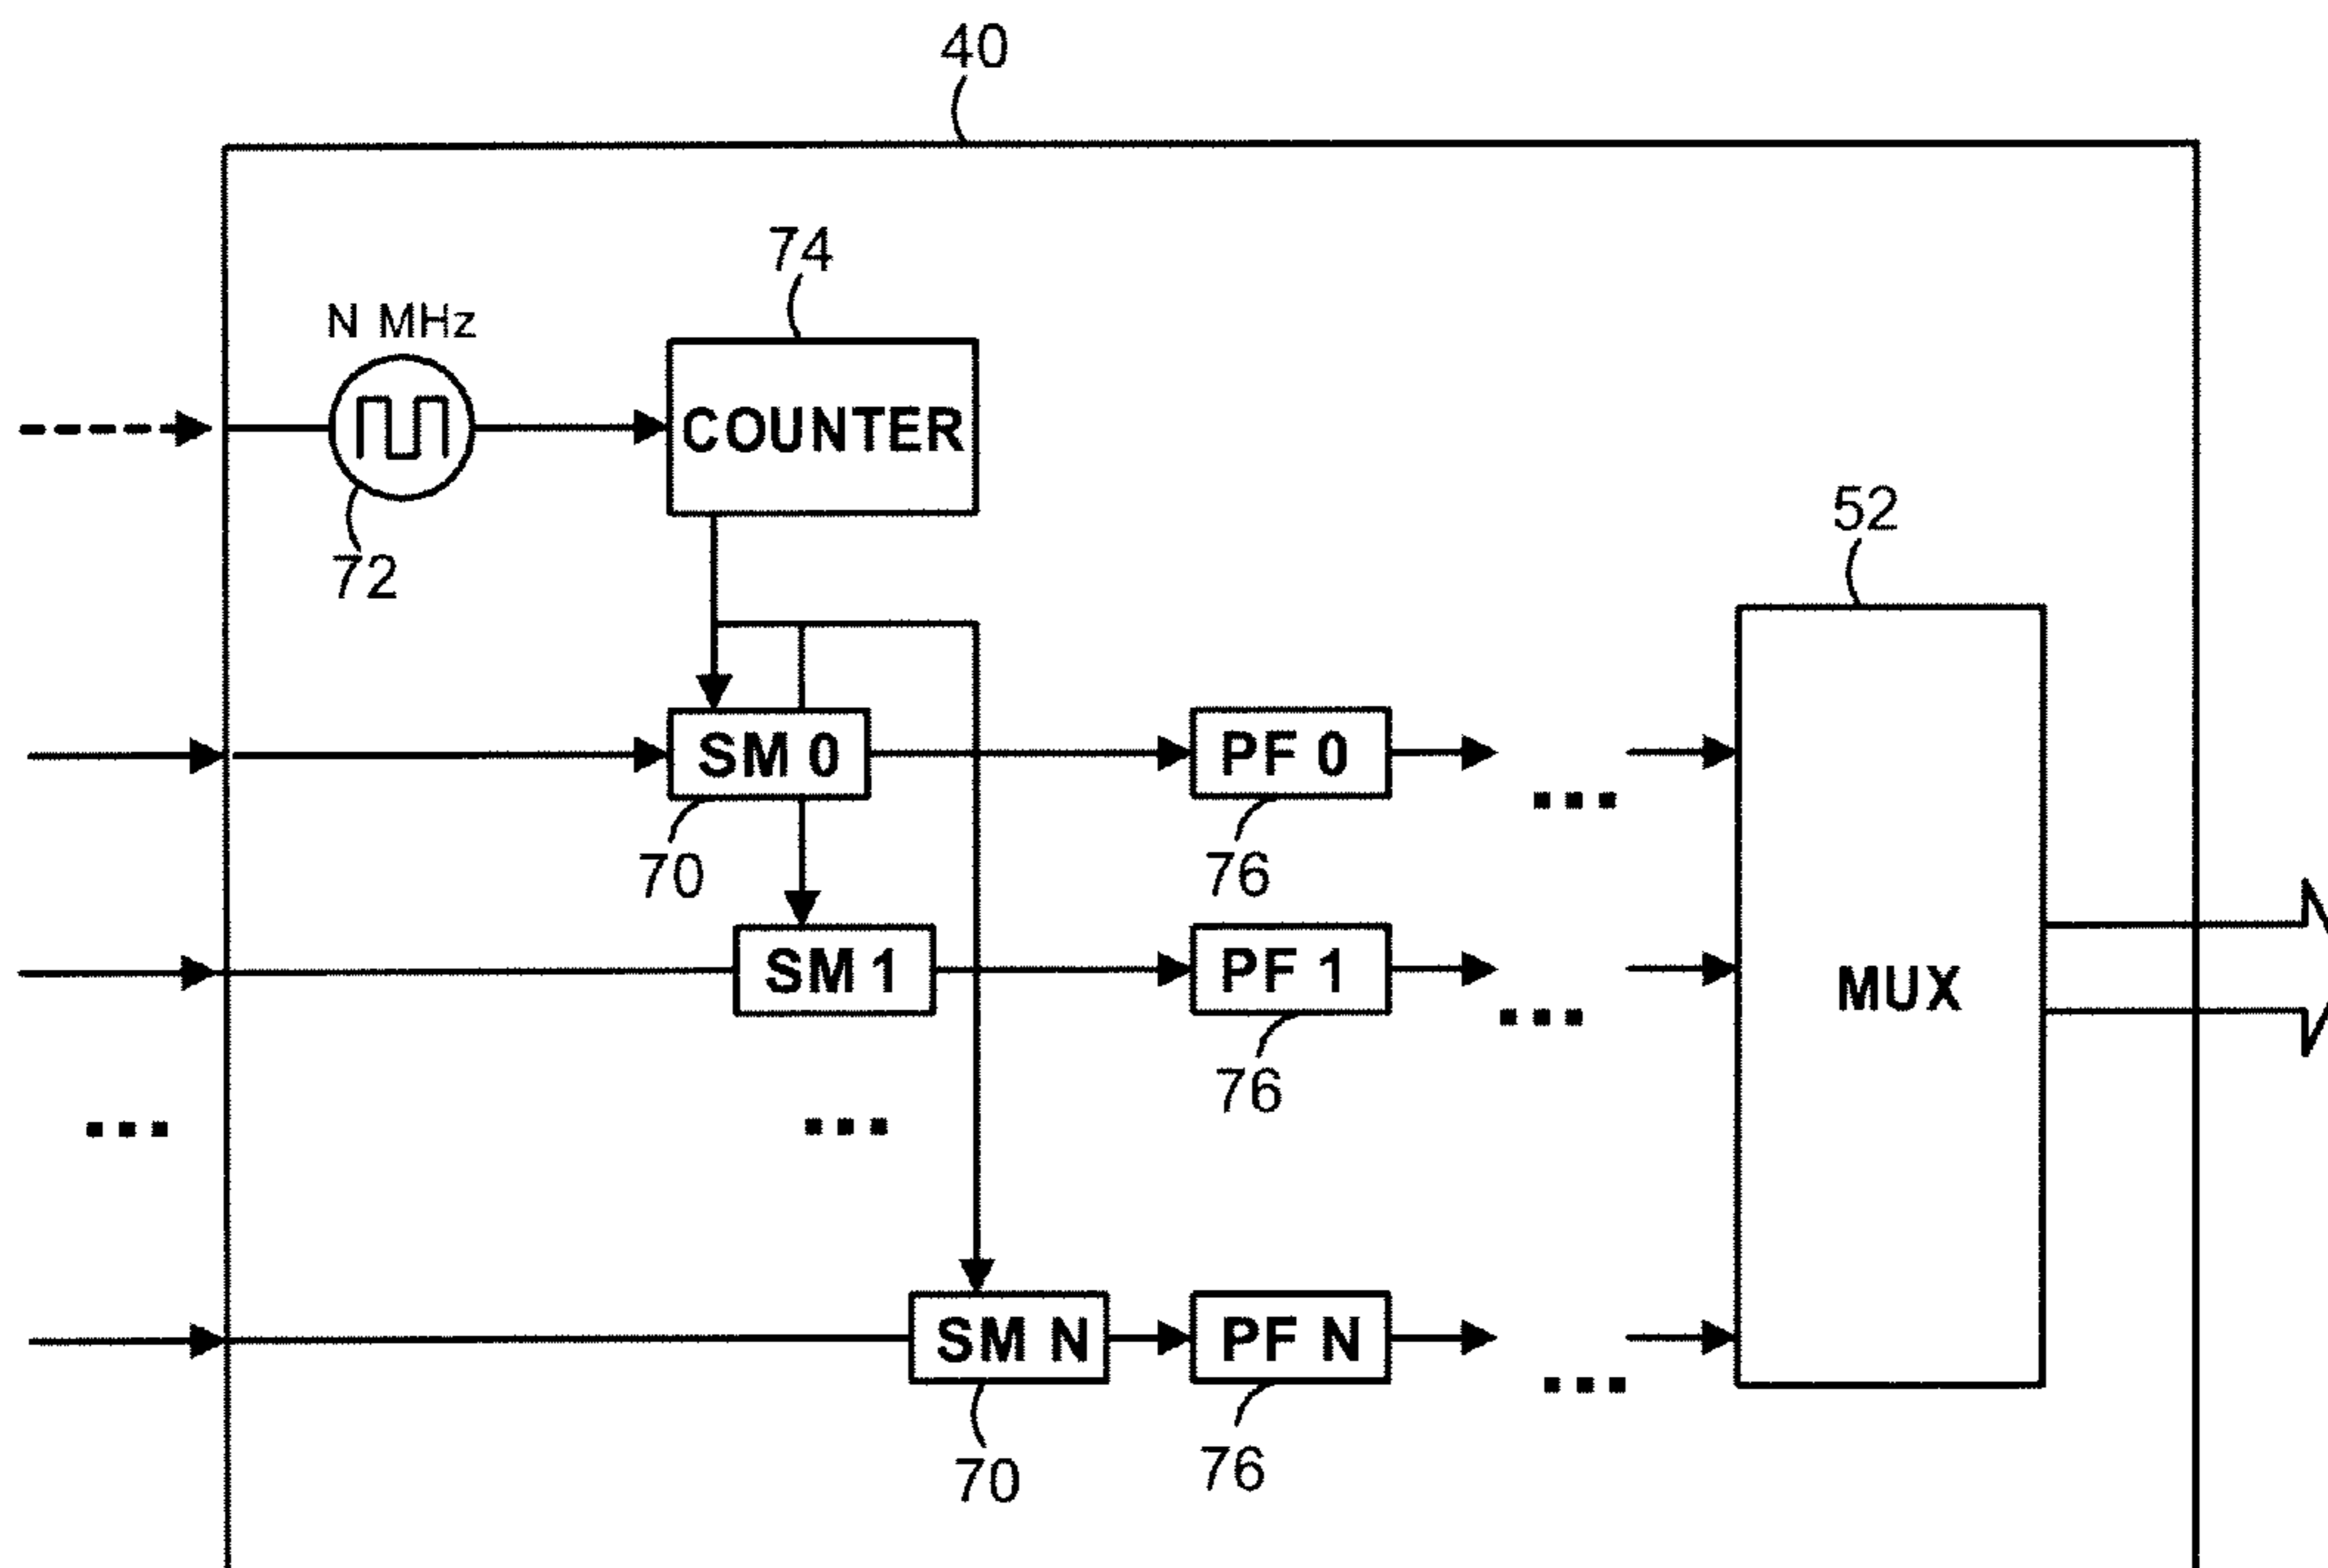 40
74
N MHz
COUNTER
52
72
SM 0
PF 0
70
76
SM 1
PF 1
MUX
76
SM N
PF N
70
76